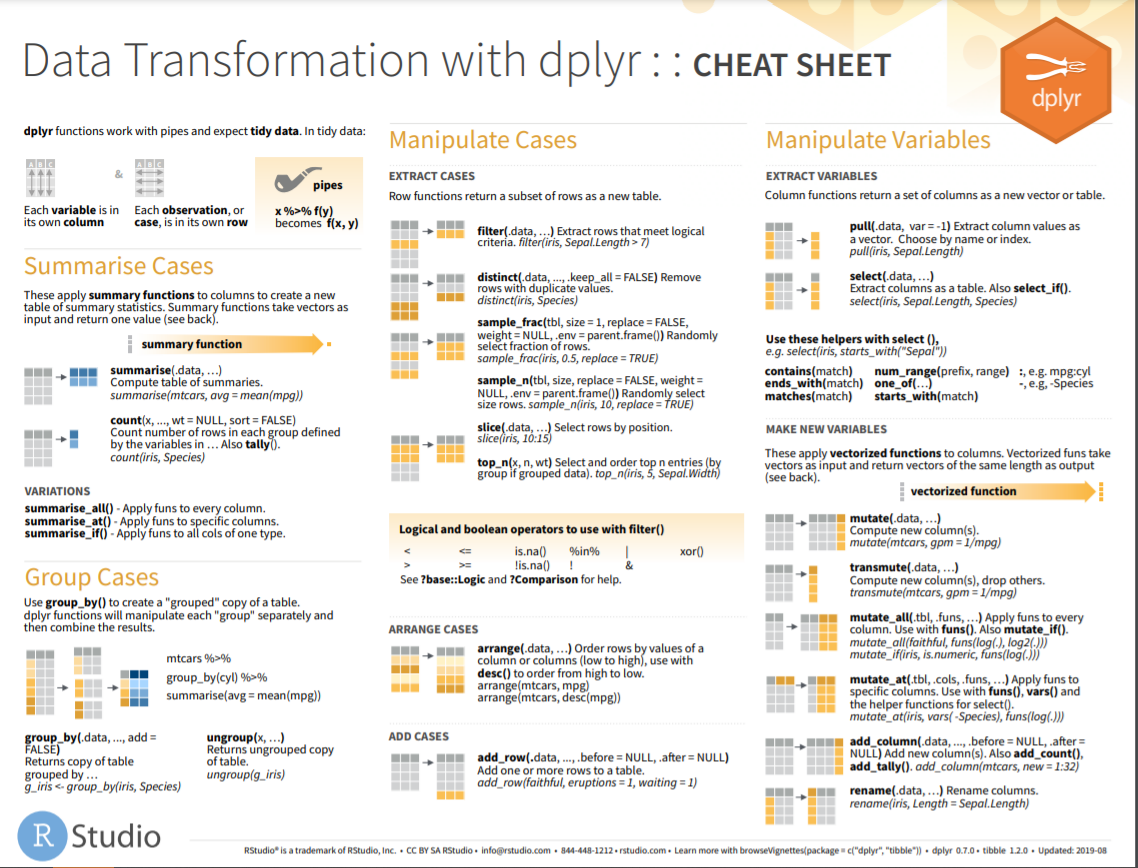 Data Transformation with dplyr : : CHEAT SHEET
dplyr
dplyr functions work with pipes and expect tidy data. In tidy data:
A B C
&
A B C
pipes
Each variable is in
its own column
Each observation, or
case, is in its own row
x %>% f(y)
becomes f(x, y)
Summarise Cases
These apply summary functions to columns to create a new
table of summary statistics. Summary functions take vectors as
input and return one value (see back).
summary function
summarise(.data, …)
Compute table of summaries.
summarise(mtcars, avg = mean(mpg))
count(x, ..., wt = NULL, sort = FALSE)
Count number of rows in each group defined
by the variables in … Also tally().
count(iris, Species)
VARIATIONS
summarise_all() - Apply funs to every column.
summarise_at() - Apply funs to specific columns.
summarise_if() - Apply funs to all cols of one type.
Group Cases
Use group_by() to create a "grouped" copy of a table.
dplyr functions will manipulate each "group" separately and
then combine the results.
mtcars %>%
group_by(cyl) %>%
summarise(avg = mean(mpg))
group_by(.data, ..., add =
FALSE)
Returns copy of table
grouped by …
g_iris <- group_by(iris, Species)
ungroup(x, …)
Returns ungrouped copy
of table.
ungroup(g_iris)
Manipulate Cases
EXTRACT CASES
Row functions return a subset of rows as a new table.
filter(.data, …) Extract rows that meet logical
criteria. filter(iris, Sepal.Length > 7)
distinct(.data, ..., .keep_all = FALSE) Remove
rows with duplicate values.
distinct(iris, Species)
sample_frac(tbl, size = 1, replace = FALSE,
weight = NULL, .env = parent.frame()) Randomly
select fraction of rows.
sample_frac(iris, 0.5, replace = TRUE)
sample_n(tbl, size, replace = FALSE, weight =
NULL, .env = parent.frame()) Randomly select
size rows. sample_n(iris, 10, replace = TRUE)
slice(.data, …) Select rows by position.
slice(iris, 10:15)
top_n(x, n, wt) Select and order top n entries (by
group if grouped data). top_n(iris, 5, Sepal.Width)
Logical and boolean operators to use with filter()
< <= is.na() %in% | xor()
> >= !is.na() ! &
See ?base::Logic and ?Comparison for help.
ARRANGE CASES
arrange(.data, …) Order rows by values of a
column or columns (low to high), use with
desc() to order from high to low.
arrange(mtcars, mpg)
arrange(mtcars, desc(mpg))
ADD CASES
add_row(.data, ..., .before = NULL, .after = NULL)
Add one or more rows to a table.
add_row(faithful, eruptions = 1, waiting = 1)
Manipulate Variables
EXTRACT VARIABLES
Column functions return a set of columns as a new vector or table.
pull(.data, var = -1) Extract column values as
a vector. Choose by name or index.
pull(iris, Sepal.Length)
select(.data, …)
Extract columns as a table. Also select_if().
select(iris, Sepal.Length, Species)
Use these helpers with select (),
e.g. select(iris, starts_with("Sepal"))
contains(match) num_range(prefix, range) :, e.g. mpg:cyl
ends_with(match) one_of(…) -, e.g, -Species
matches(match) starts_with(match)
MAKE NEW VARIABLES
These apply vectorized functions to columns. Vectorized funs take
vectors as input and return vectors of the same length as output
(see back).
vectorized function
mutate(.data, …)
Compute new column(s).
mutate(mtcars, gpm = 1/mpg)
transmute(.data, …)
Compute new column(s), drop others.
transmute(mtcars, gpm = 1/mpg)
mutate_all(.tbl, .funs, …) Apply funs to every
column. Use with funs(). Also mutate_if().
mutate_all(faithful, funs(log(.), log2(.)))
mutate_if(iris, is.numeric, funs(log(.)))
mutate_at(.tbl, .cols, .funs, …) Apply funs to
specific columns. Use with funs(), vars() and
the helper functions for select().
mutate_at(iris, vars( -Species), funs(log(.)))
add_column(.data, ..., .before = NULL, .after =
NULL) Add new column(s). Also add_count(),
add_tally(). add_column(mtcars, new = 1:32)
rename(.data, …) Rename columns.
rename(iris, Length = Sepal.Length)
R Studio
RStudio® is a trademark of RStudio, Inc. • CC BY SA RStudio • info@rstudio.com • 844-448-1212 • rstudio.com • Learn more with browseVignettes(package = c("dplyr", "tibble")) • dplyr 0.7.0 • tibble 1.2.0 • Updated: 2019-08